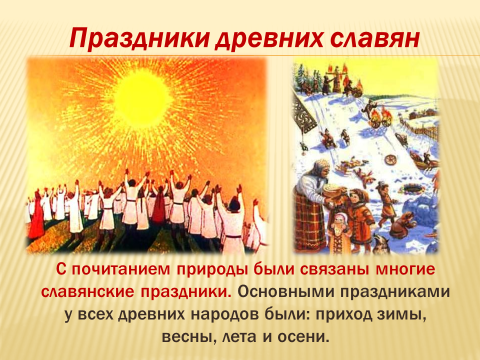 Праздники древних славян
С почитанием природы были связаны многие
славянские праздники. Основными праздниками
у всех древних народов были: приход зимы,
весны, лета и осени.